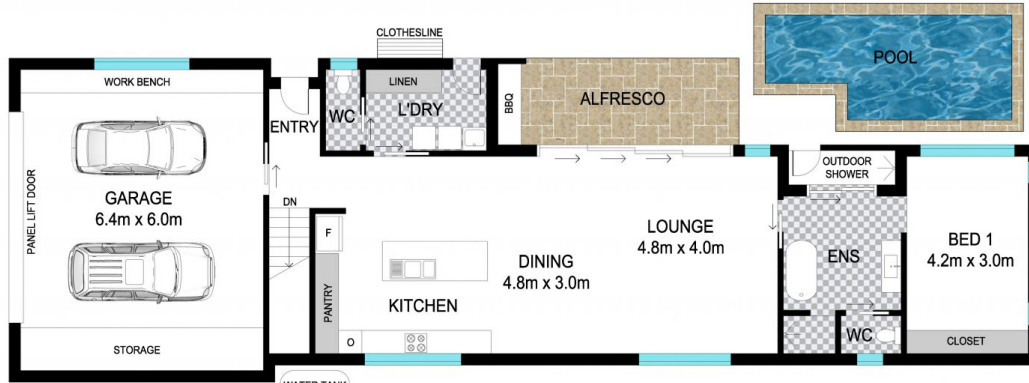 CLOTHESLINE
POOL
WORK BENCH
LINEN
WC
L'DRY
ENTRY
BBQ
ALFRESCO
OUTDOOR
SHOWER
PANEL LIFT DOOR
GARAGE
6.4m x 6.0m
DN
F
LOUNGE
4.8m x 4.0m
ENS
BED 1
4.2m x 3.0m
DINING
4.8m x 3.0m
PANTRY
KITCHEN
O
WC
CLOSET
STORAGE
WATER TANK